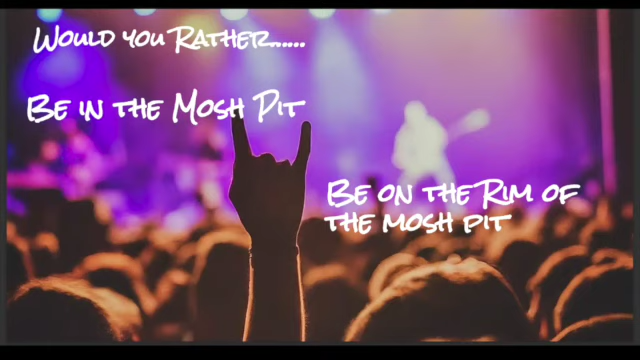 Would you Rather......
Be in the Mosh Pit
Be on the Rim of
the mosh pit